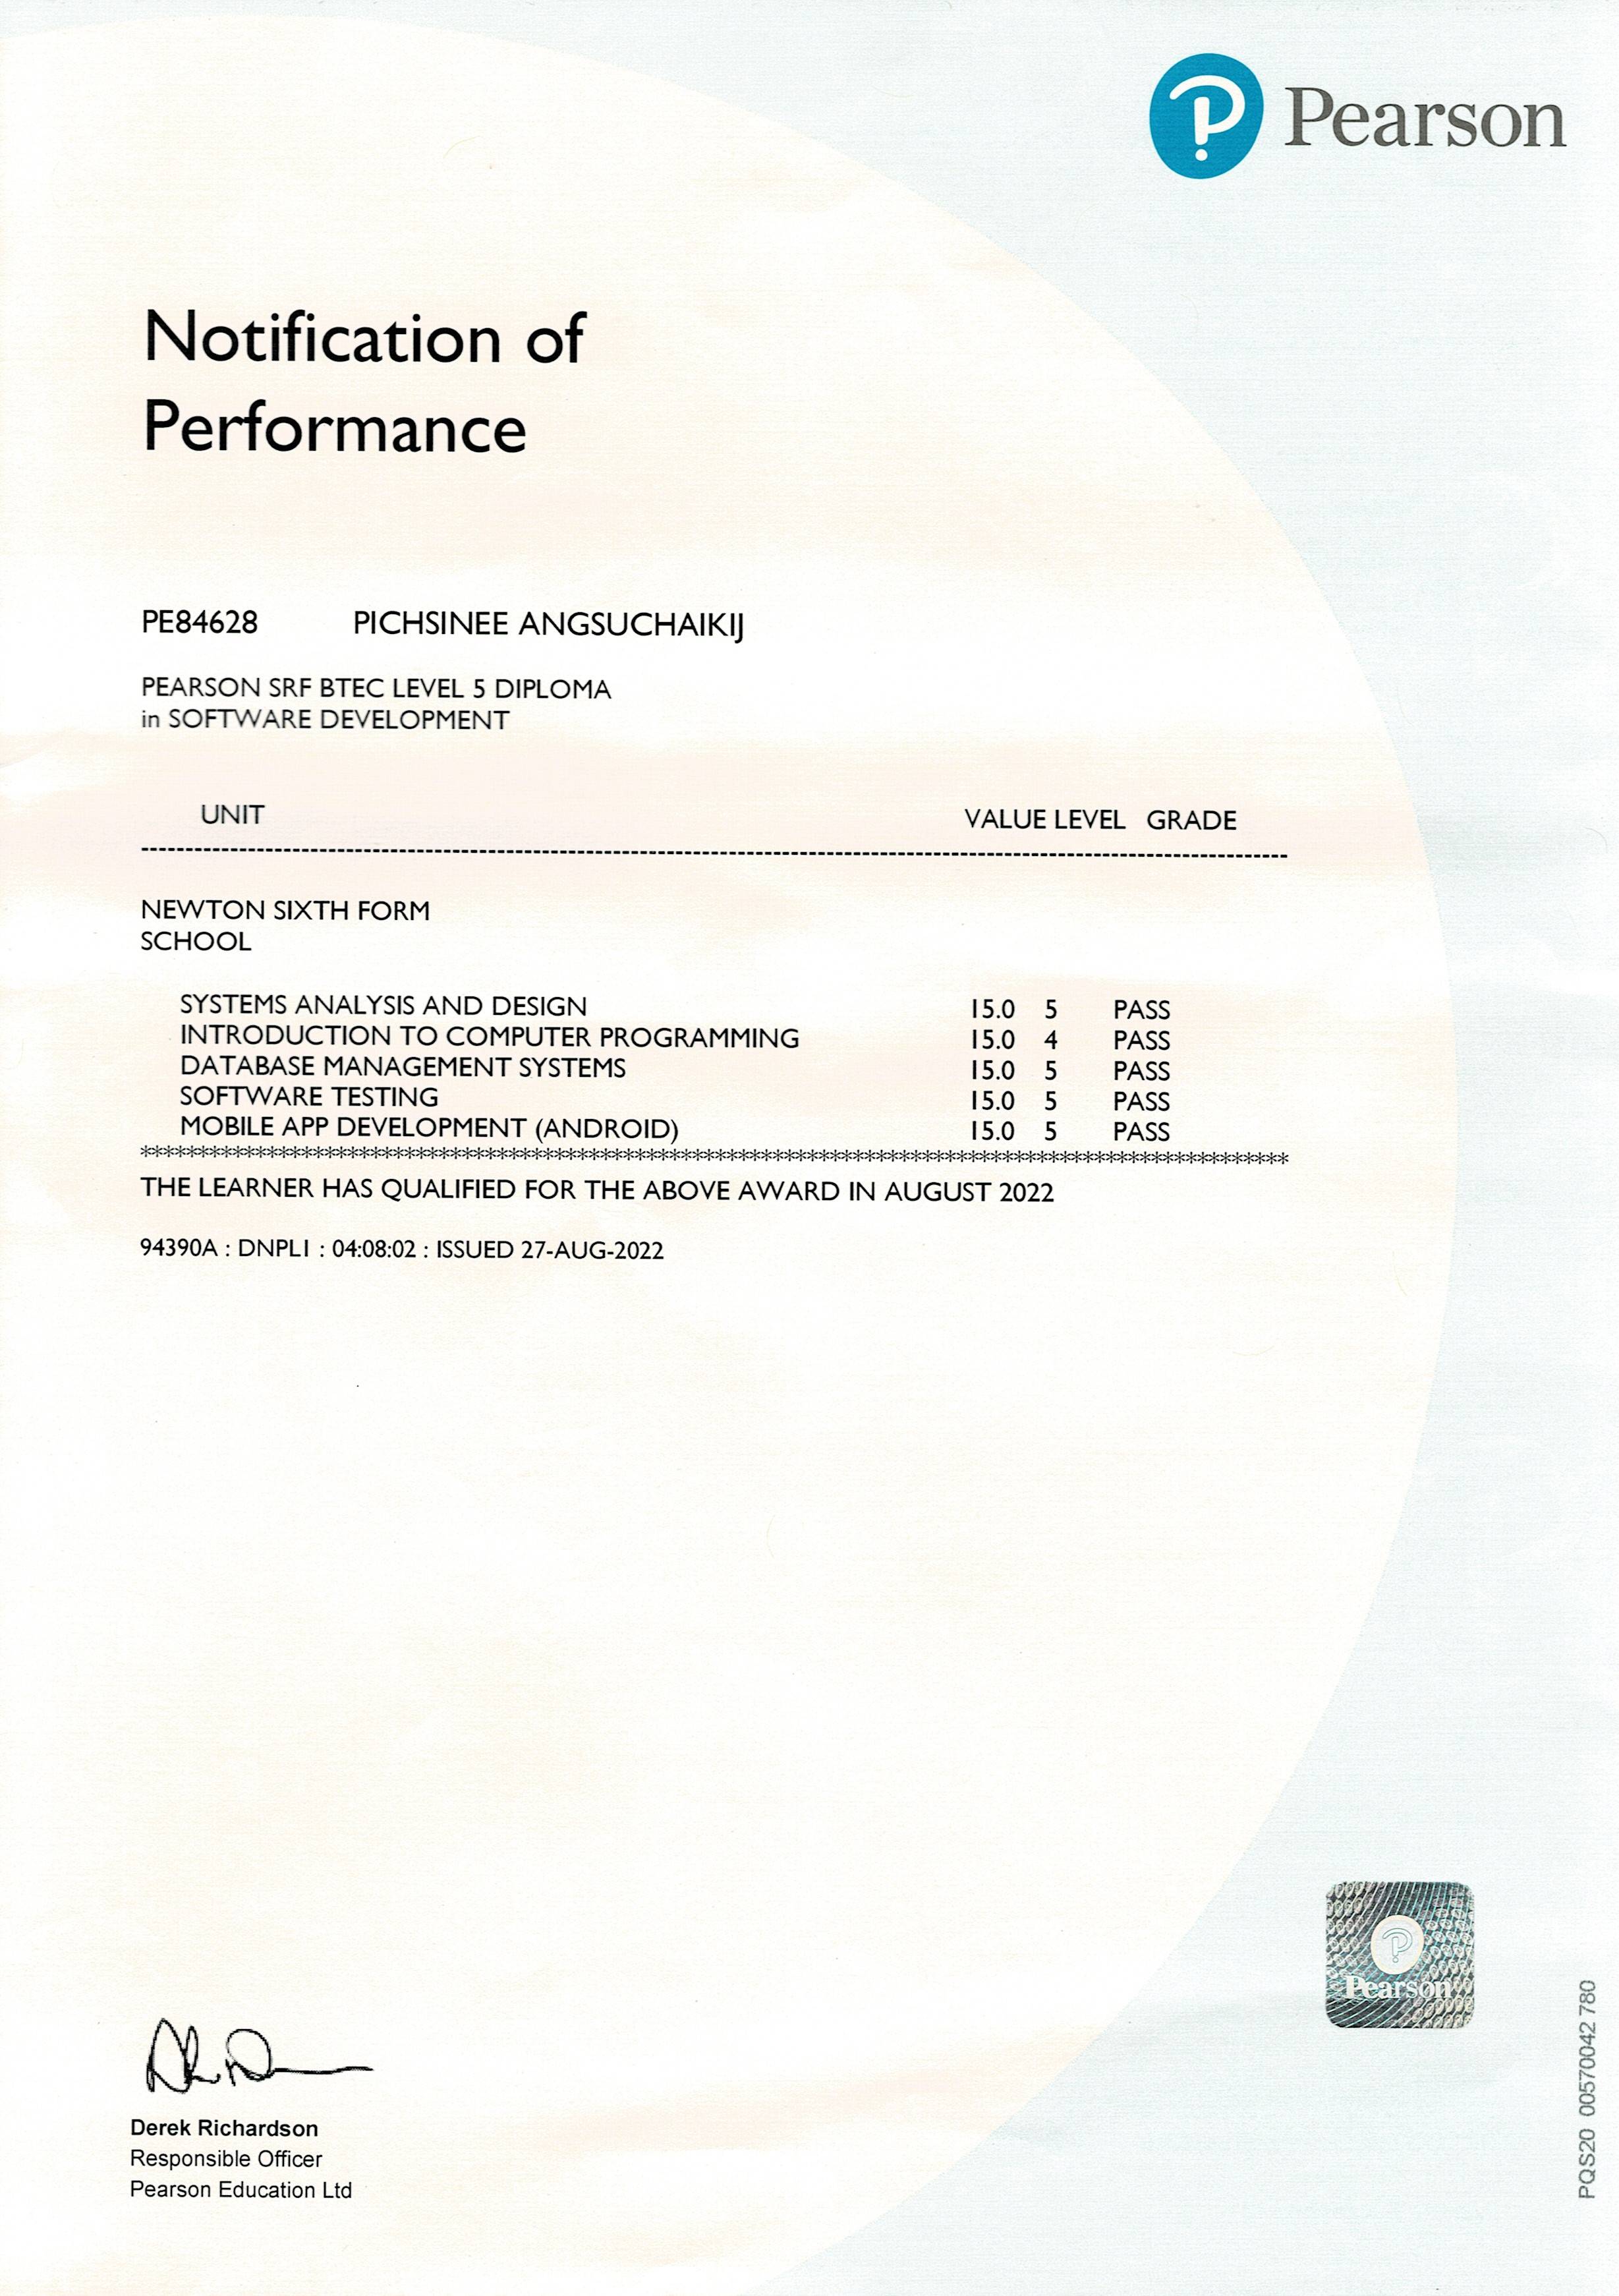 Pearson
Notification of
Performance
PE84628 PICHSINEE ANGSUCHAIKIJ
PEARSON SRF BTEC LEVEL 5 DIPLOMA
in SOFTWARE DEVELOPMENT
UNIT VALUE LEVEL GRADE
--------------------------------------------------------------------------------
NEWTON SIXTH FORM
SCHOOL
SYSTEMS ANALYSIS AND DESIGN 15.0 5 PASS
INTRODUCTION TO COMPUTER PROGRAMMING 15.0 4 PASS
DATABASE MANAGEMENT SYSTEMS 15.0 5 PASS
SOFTWARE TESTING 15.0 5 PASS
MOBILE APP DEVELOPMENT (ANDROID) 15.0 5 PASS
********************************************************************************
THE LEARNER HAS QUALIFIED FOR THE ABOVE AWARD IN AUGUST 2022
94390A : DNPL1 : 04:08:02 : ISSUED 27-AUG-2022
Pearson
Derek Richardson
Responsible Officer
Pearson Education Ltd
PQS20 00570042 780